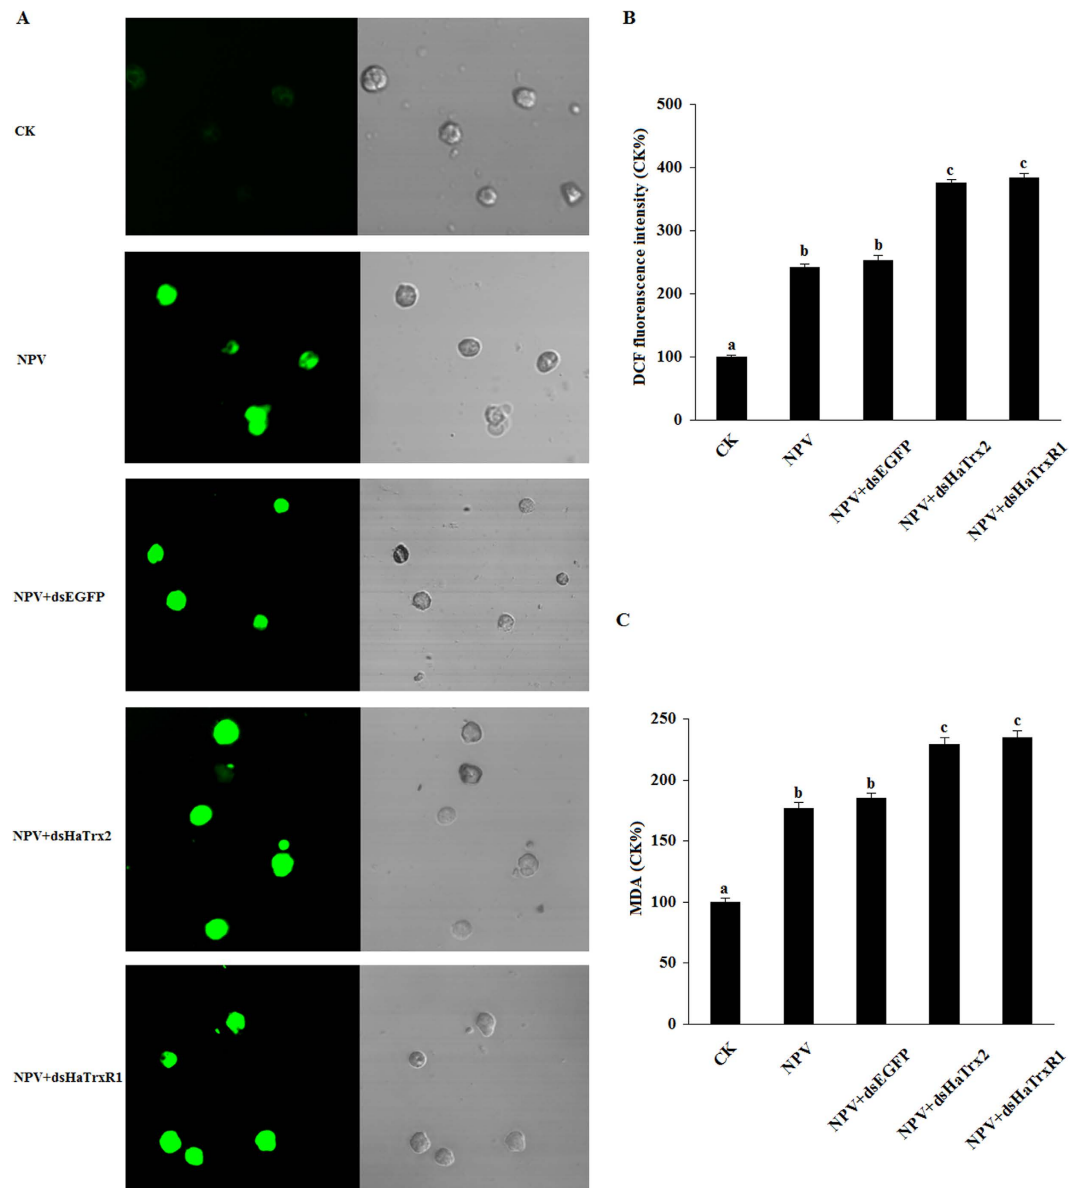 A
CK
NPV
NPV+dsEGFP
NPV+dsHaTrx2
NPV+dsHaTrxR1
B
DCF fluorenscence intensity (CK%)
500
400
300
200
100
0
a
b
b
c
c
CK
NPV
NPV+dsEGFP
NPV+dsHaTrx2
NPV+dsHaTrxR1
C
MDA (CK%)
250
200
150
100
50
0
a
b
b
c
c
CK
NPV
NPV+dsEGFP
NPV+dsHaTrx2
NPV+dsHaTrxR1